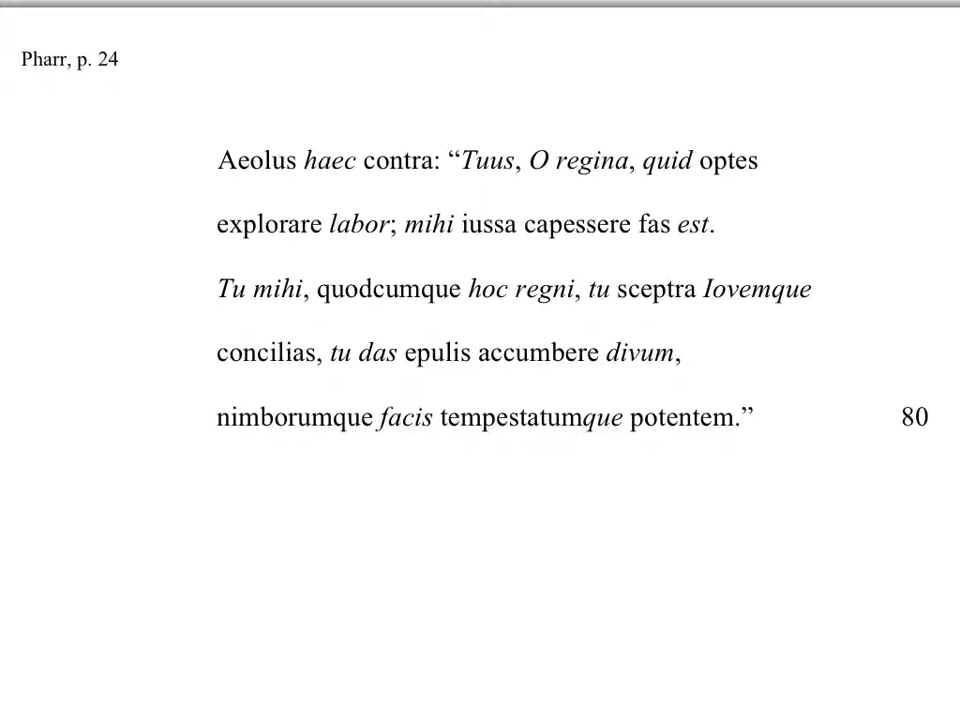 Pharr, p. 24
Aeolus haec contra: “Tuus, O regina, quid optes
explorare labor; mihi iussa capessere fas est.
Tu mihi, quodcumque hoc regni, tu sceptra Iovemque
concilias, tu das epulis accumbere divum,
nimborumque facis tempestatumque potentem.” 80